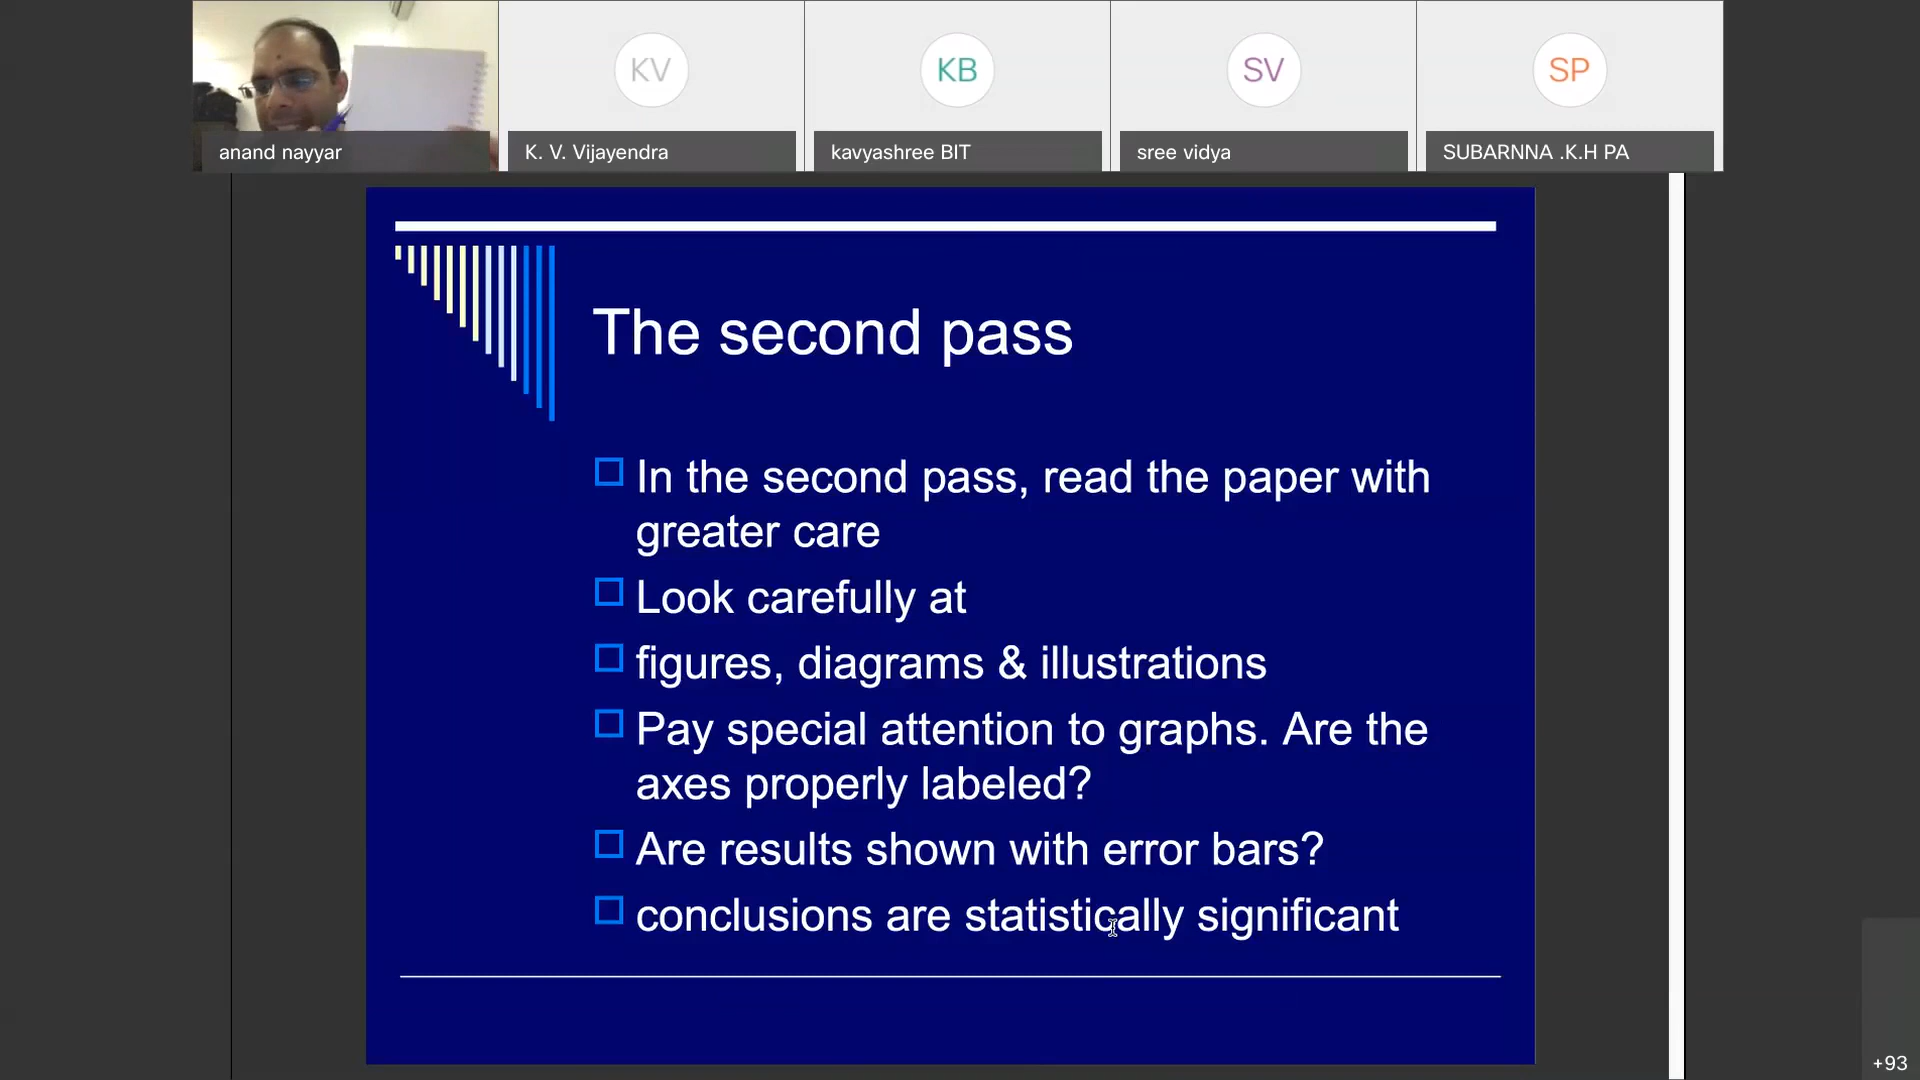 KV
KB
SV
SP
anand nayyar
K. V. Vijayendra
kavyashree BIT
sree vidya
SUBARNNA .K.H PA
The second pass
In the second pass, read the paper with
greater care
Look carefully at
figures, diagrams & illustrations
Pay special attention to graphs. Are the
axes properly labeled?
Are results shown with error bars?
conclusions are statistically significant
+93